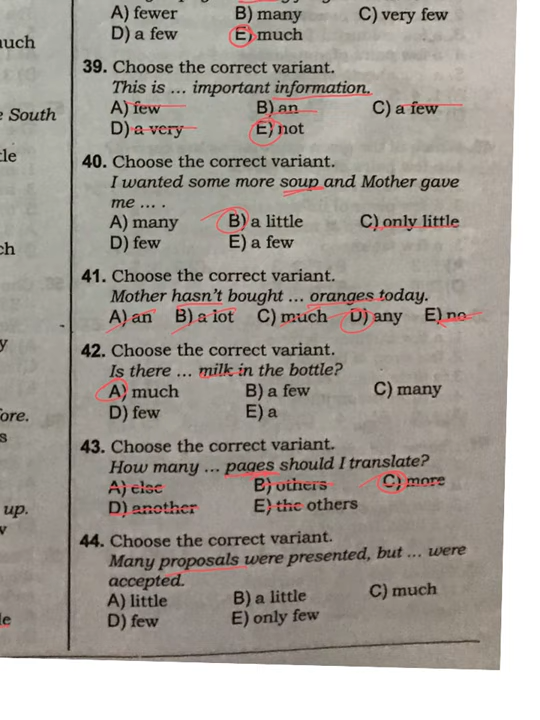 A) fewer B) many C) very few
D) a few E) much
39. Choose the correct variant.
This is ... important information.
A) few B) an C) a few
D) a very E) not
40. Choose the correct variant.
I wanted some more soup and Mother gave
me ... .
A) many B) a little C) only little
D) few E) a few
41. Choose the correct variant.
Mother hasn't bought ... oranges today.
A) an B) a lot C) much D) any E) no
42. Choose the correct variant.
Is there ... milk in the bottle?
A) much B) a few C) many
D) few E) a
43. Choose the correct variant.
How many ... pages should I translate?
A) else B) others C) more
D) another E) the others
44. Choose the correct variant.
Many proposals were presented, but ... were
accepted.
A) little B) a little C) much
D) few E) only few
South
up.